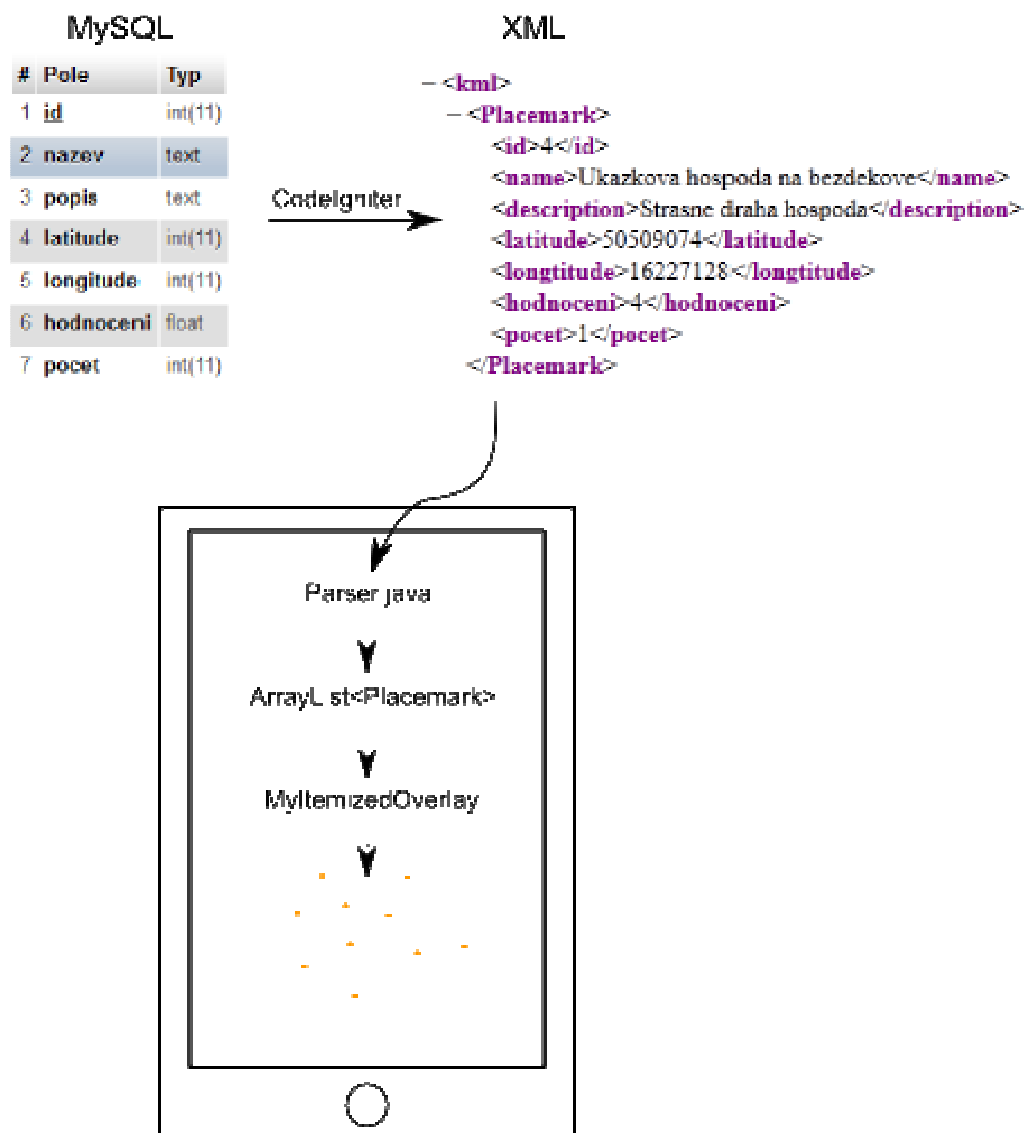 MySQL
# Pole Typ
1 id int(11)
2 nazev text
3 popis text
4 latitude int(11)
5 longitude int(11)
6 hodnoceni float
7 pocet int(11)
CodeIgniter
XML
– <kml>
– <Placemark>
<id>4</id>
<name>Ukazkova hospoda na bezdekove</name>
<description>Strasne draha hospoda</description>
<latitude>50509074</latitude>
<longtitude>16227128</longtitude>
<hodnoceni>4</hodnoceni>
<pocet>1</pocet>
</Placemark>
Parser java
ArrayList<Placemark>
MyItemizedOverlay